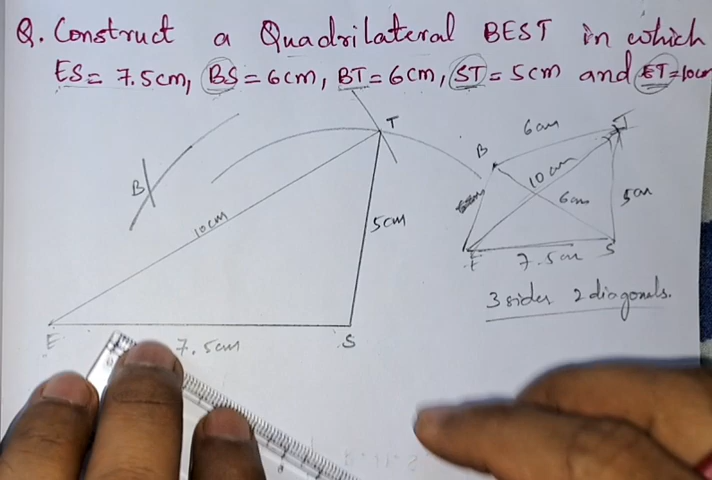 Q. Construct a Quadrilateral BEST in which
ES = 7.5cm, BS = 6cm, BT = 6cm, ST = 5cm and ET = 10cm
T
B
6cm
B
10cm
5cm
10cm
6cm
5cm
E
S
7.5cm
3 sides 2 diagonals.
E
7.5cm
S